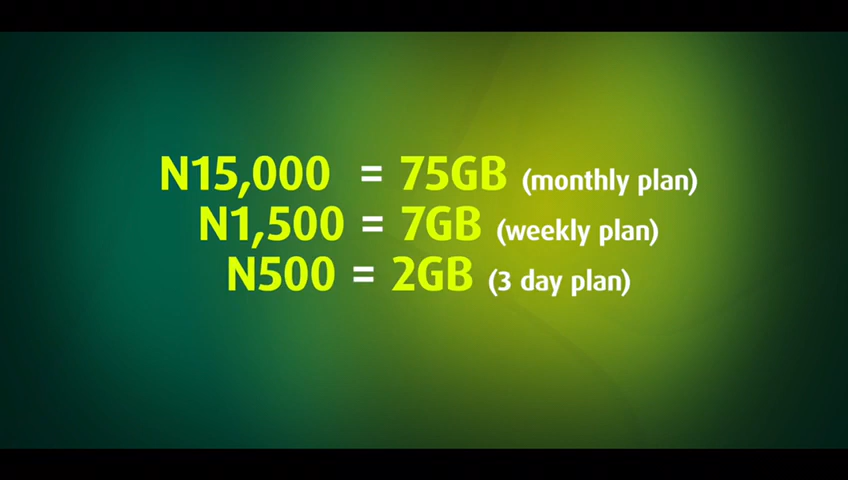 N15,000 = 75GB (monthly plan)
N1,500 = 7GB (weekly plan)
N500 = 2GB (3 day plan)